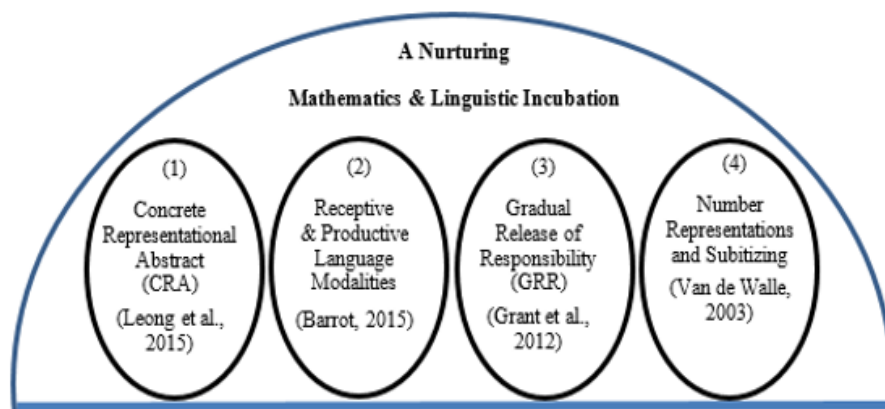 A Nurturing
Mathematics & Linguistic Incubation
(1)
Concrete
Representational
Abstract
(CRA)
(Leong et al.,
2015)
(2)
Receptive
& Productive
Language
Modalities
(Barrot, 2015)
(3)
Gradual
Release of
Responsibility
(GRR)
(Grant et al.,
2012)
(4)
Number
Representations
and Subitizing
(Van de Walle,
2003)